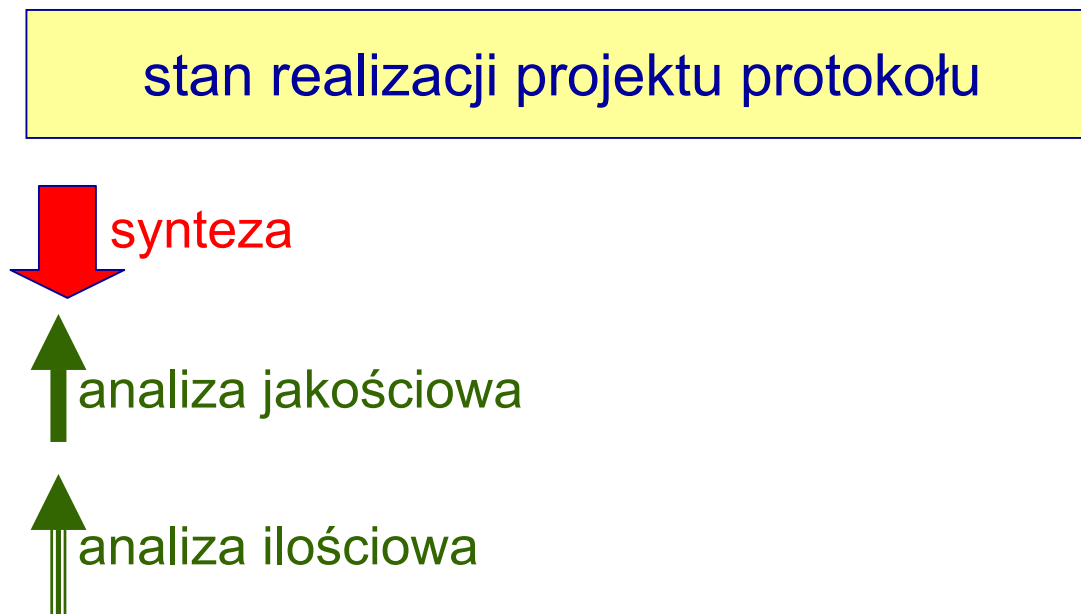 stan realizacji projektu protokołu
synteza
analiza jakościowa
analiza ilościowa